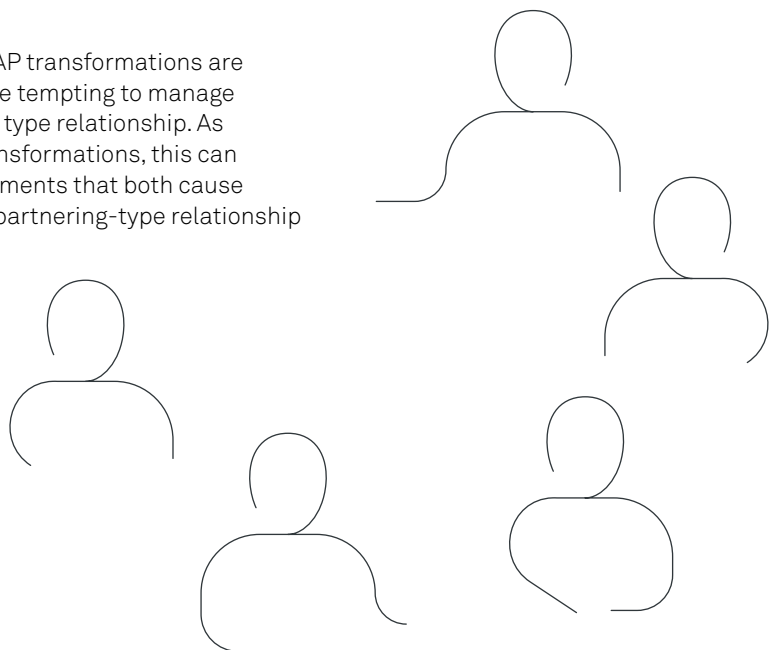 AP transformations are
e tempting to manage
type relationship. As
nsformations, this can
ments that both cause
partnering-type relationship